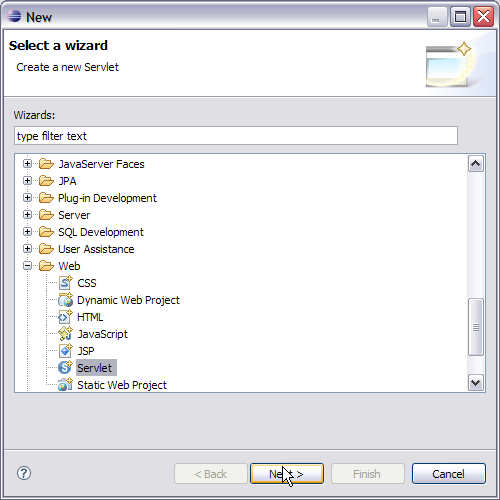 New
Select a wizard
Create a new Servlet
Wizards:
type filter text
JavaServer Faces
JPA
Plug-in Development
Server
SQL Development
User Assistance
Web
CSS
Dynamic Web Project
HTML
JavaScript
JSP
Servlet
Static Web Project
? < Back Next > Finish Cancel